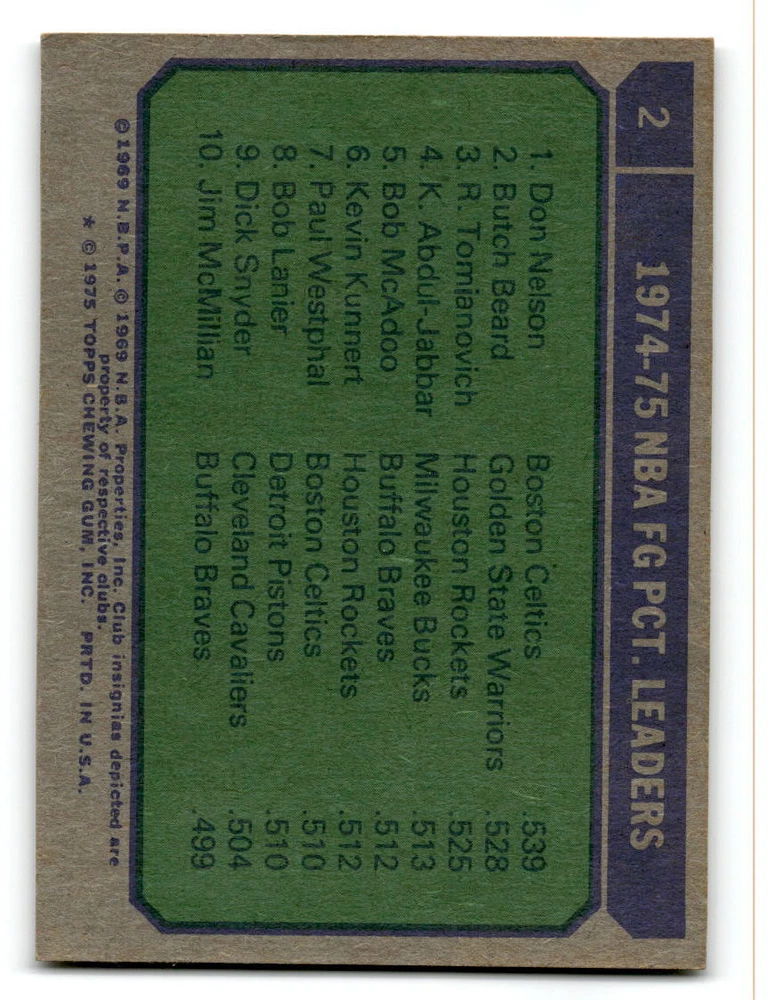 2 1974-75 NBA FG PCT. LEADERS
1. Don Nelson Boston Celtics .539
2. Butch Beard Golden State Warriors .528
3. R. Tomianovich Houston Rockets .525
4. K. Abdul-Jabbar Milwaukee Bucks .513
5. Bob McAdoo Buffalo Braves .512
6. Kevin Kunnert Houston Rockets .512
7. Paul Westphal Boston Celtics .510
8. Bob Lanier Detroit Pistons .510
9. Dick Snyder Cleveland Cavaliers .504
10. Jim McMillian Buffalo Braves .499
©1969 N.B.P.A. ©1969 N.B.A. Properties, Inc. Club insignias depicted are
property of respective clubs.
* © 1975 TOPPS CHEWING GUM, INC. PRTD. IN U.S.A.